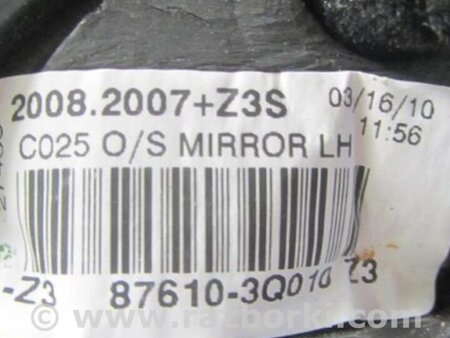 2008.2007+Z3S 03/16/10
C025 O/S MIRROR LH 11:56
-Z3 87610-3Q010 Z3
www.razborki.com